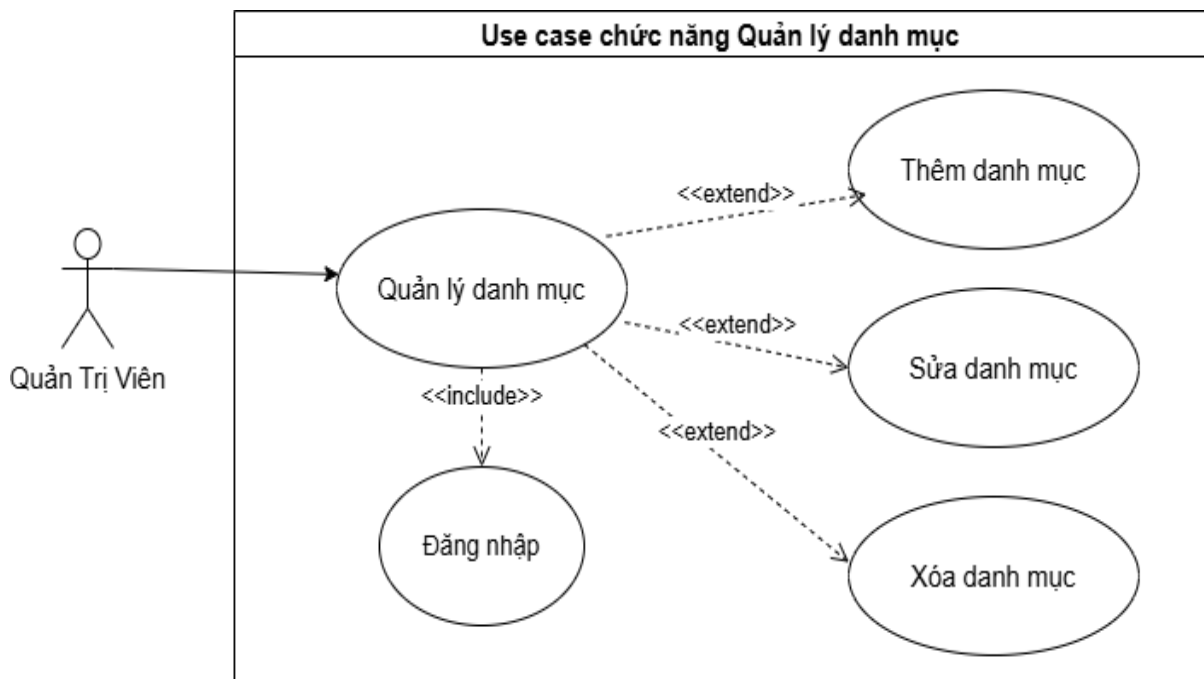 Use case chức năng Quản lý danh mục
Thêm danh mục
<<extend>>
Quản lý danh mục
<<extend>>
Sửa danh mục
Quản Trị Viên
<<include>>
<<extend>>
Đăng nhập
Xóa danh mục